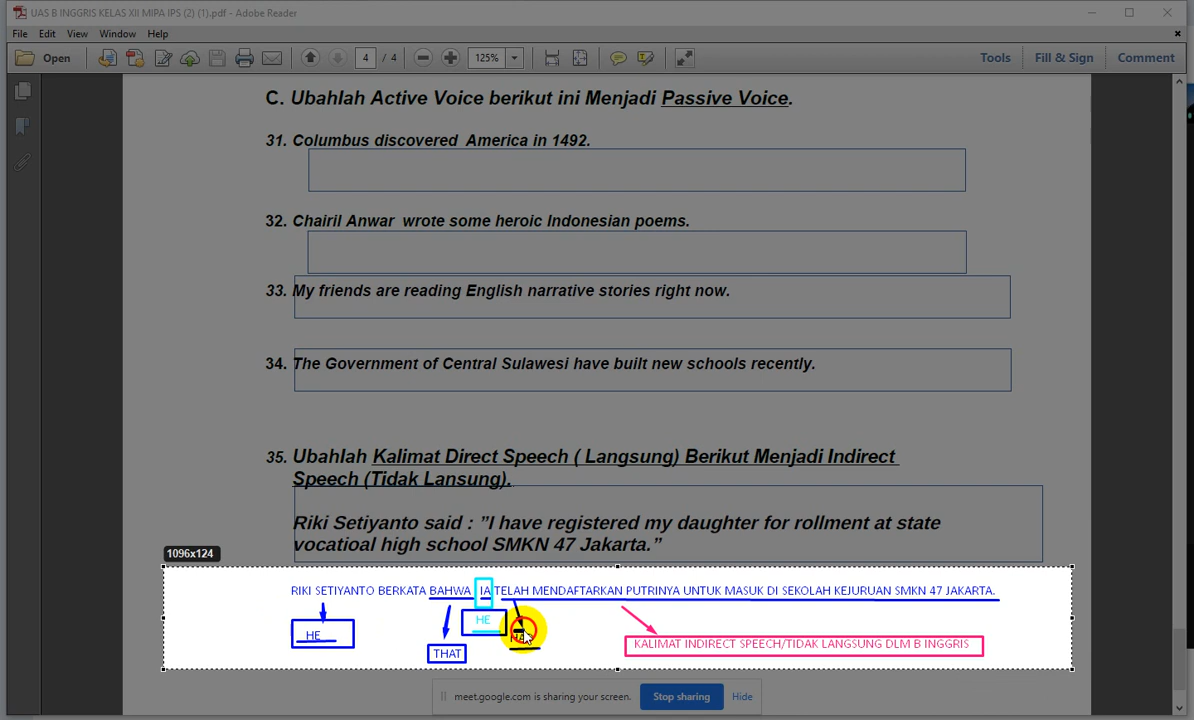 UAS B INGGRIS KELAS XII MIPA IPS (2) (1).pdf - Adobe Reader
File Edit View Window Help
Open 4 / 4 125% Tools Fill & Sign Comment
C. Ubahlah Active Voice berikut ini Menjadi Passive Voice.
31. Columbus discovered America in 1492.
32. Chairil Anwar wrote some heroic Indonesian poems.
33. My friends are reading English narrative stories right now.
34. The Government of Central Sulawesi have built new schools recently.
35. Ubahlah Kalimat Direct Speech ( Langsung) Berikut Menjadi Indirect
Speech (Tidak Lansung).
Riki Setiyanto said : ”I have registered my daughter for rollment at state
vocatioal high school SMKN 47 Jakarta.”
1096x124
RIKI SETIYANTO BERKATA BAHWA IA TELAH MENDAFTARKAN PUTRINYA UNTUK MASUK DI SEKOLAH KEJURUAN SMKN 47 JAKARTA.
HE
HE
THAT
KALIMAT INDIRECT SPEECH/TIDAK LANGSUNG DLM B INGGRIS
meet.google.com is sharing your screen. Stop sharing Hide